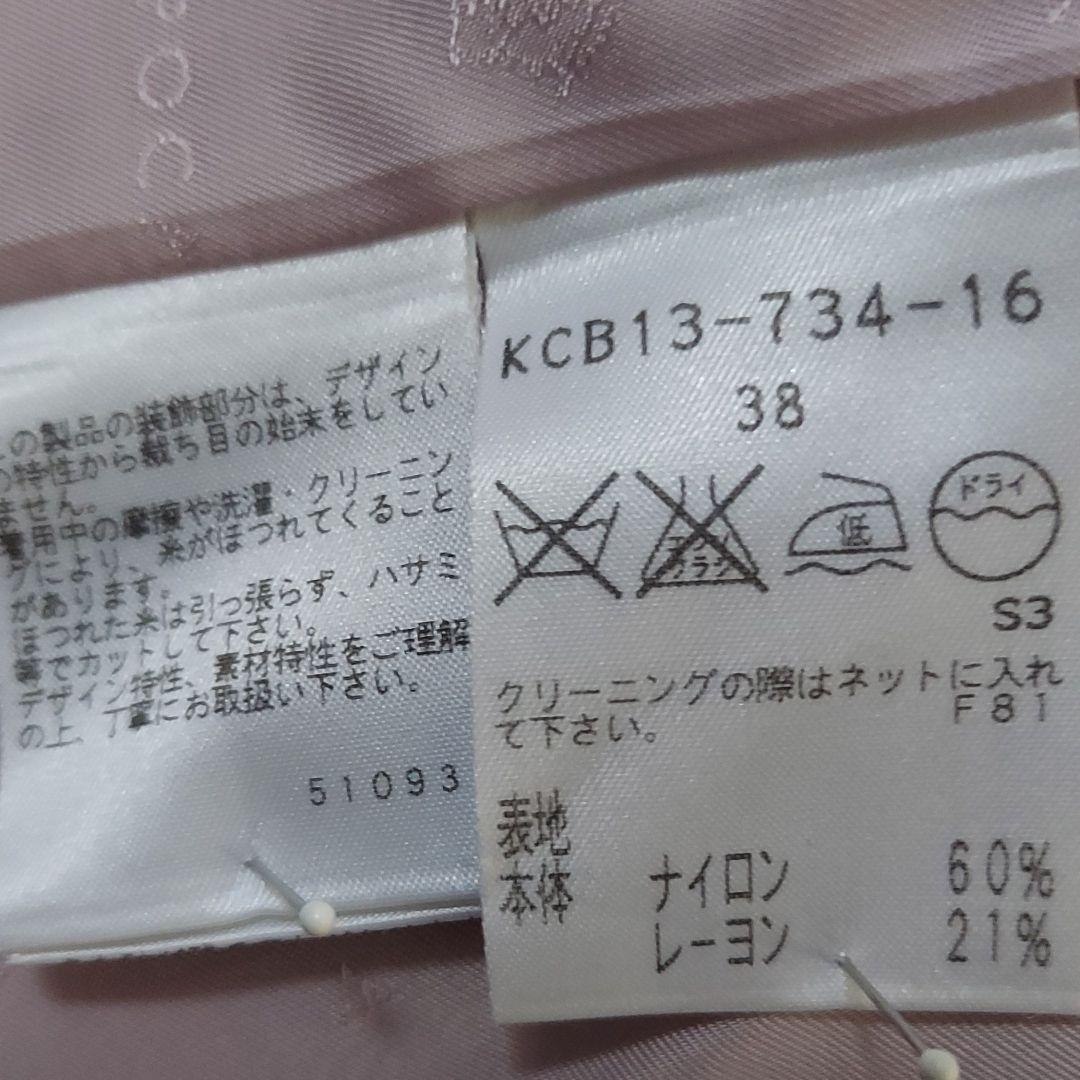 の製品の装飾部分は、デザイン
の特性から裁ち目の始末をしてい
ません。
着用中の摩擦や洗濯・クリーニン
グにより、糸がほつれてくること
があります。
ほつれた糸は引っ張らず、ハサミ
等でカットして下さい。
デザイン特性、素材特性をご理解
の上、丁重にお取扱い下さい。
51093
KCB13-734-16
38
低
ドライ
S3
クリーニングの際はネットに入れ
て下さい。
F81
表地
本体 ナイロン 60%
レーヨン 21%